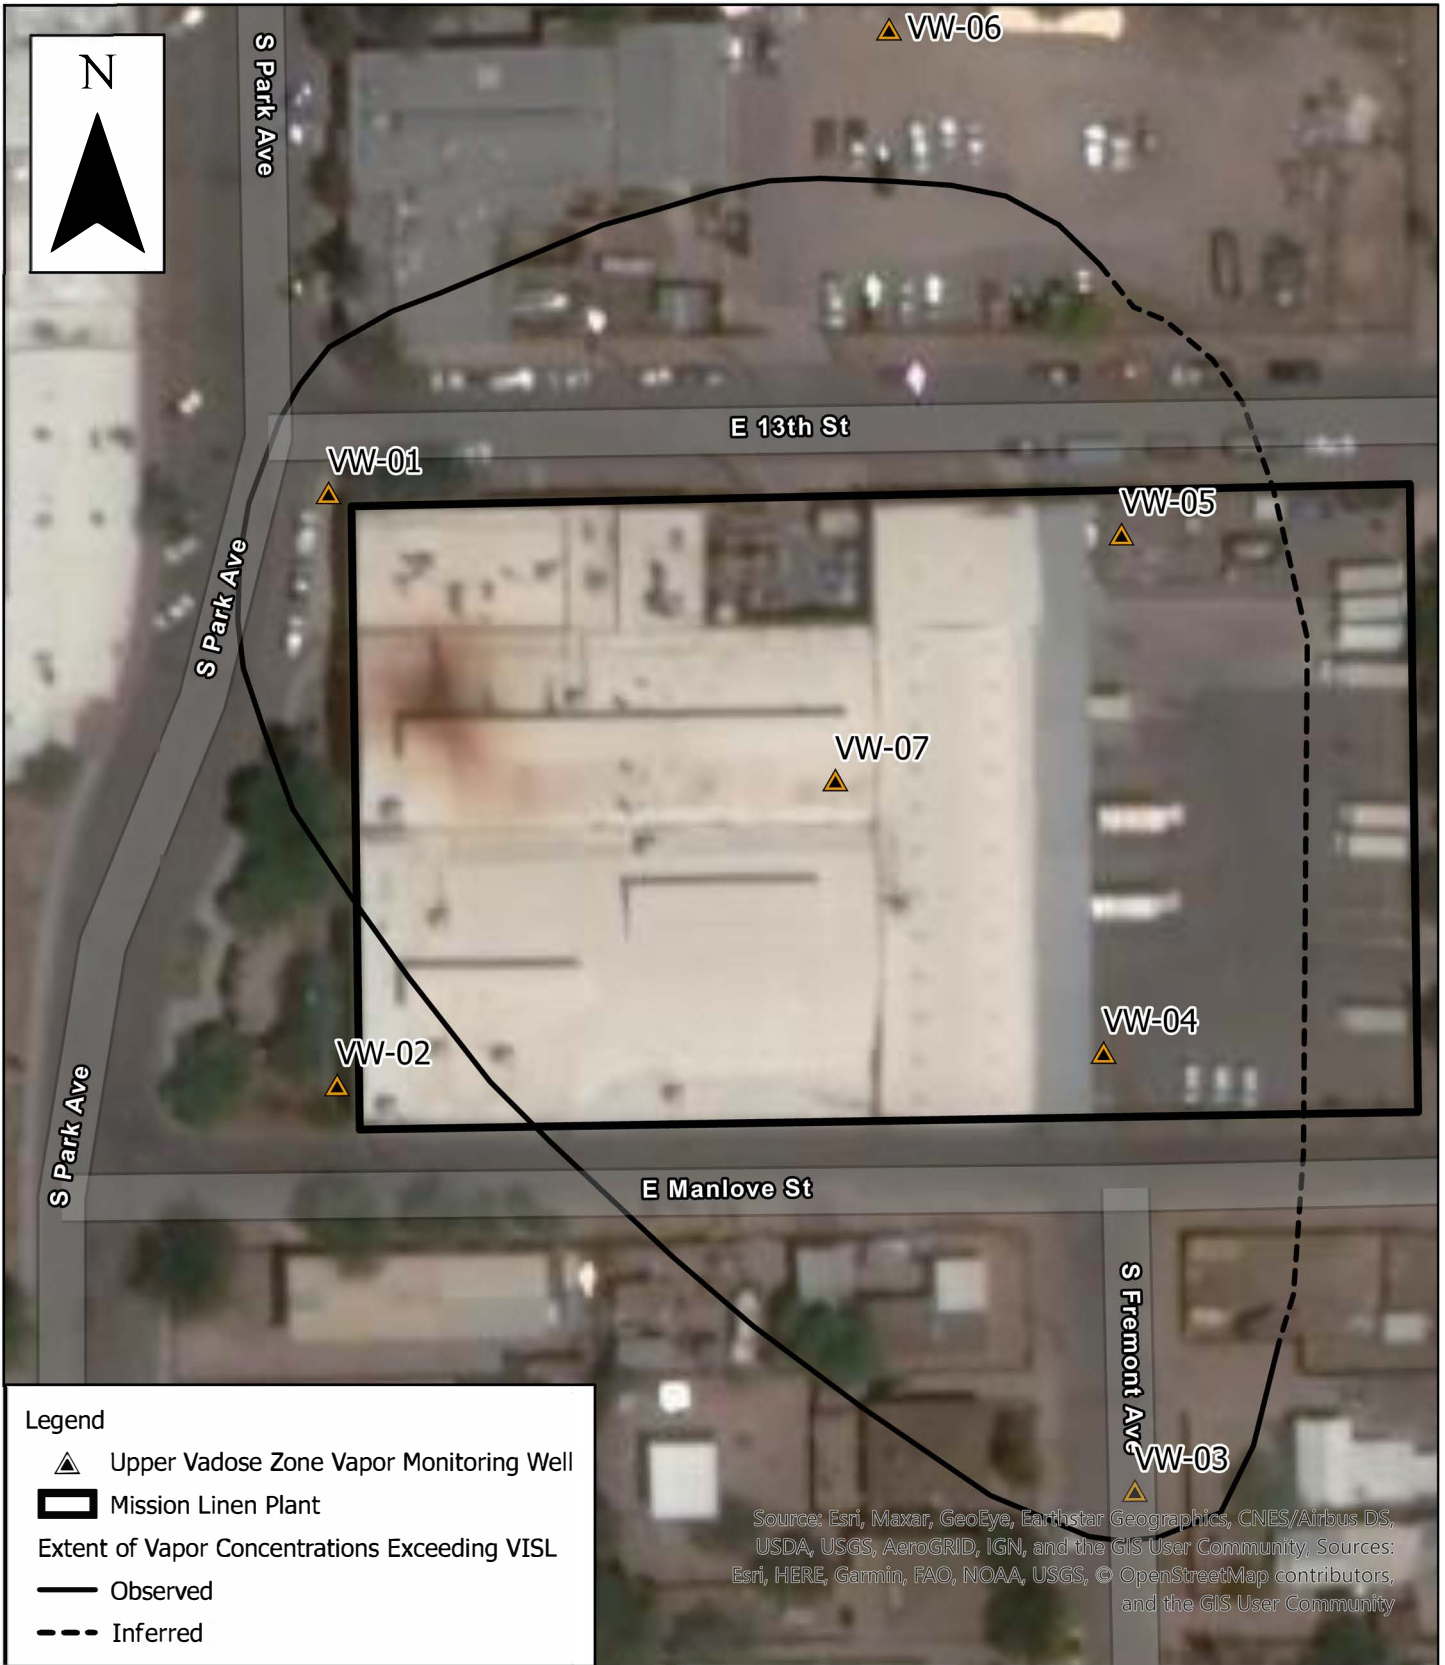 VW-06
N
S Park Ave
E 13th St
VW-01
VW-05
S Park Ave
VW-07
VW-04
VW-02
S Park Ave
E Manlove St
S Fremont Ave
VW-03
Legend
Upper Vadose Zone Vapor Monitoring Well
Mission Linen Plant
Extent of Vapor Concentrations Exceeding VISL
Observed
Inferred
Source: Esri, Maxar, GeoEye, Earthstar Geographics, CNES/Airbus DS,
USDA, USGS, AeroGRID, IGN, and the GIS User Community, Sources:
Esri, HERE, Garmin, FAO, NOAA, USGS, © OpenStreetMap contributors,
and the GIS User Community